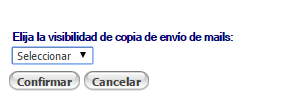 Elija la visibilidad de copia de envío de mails:
Seleccionar
Confirmar Cancelar